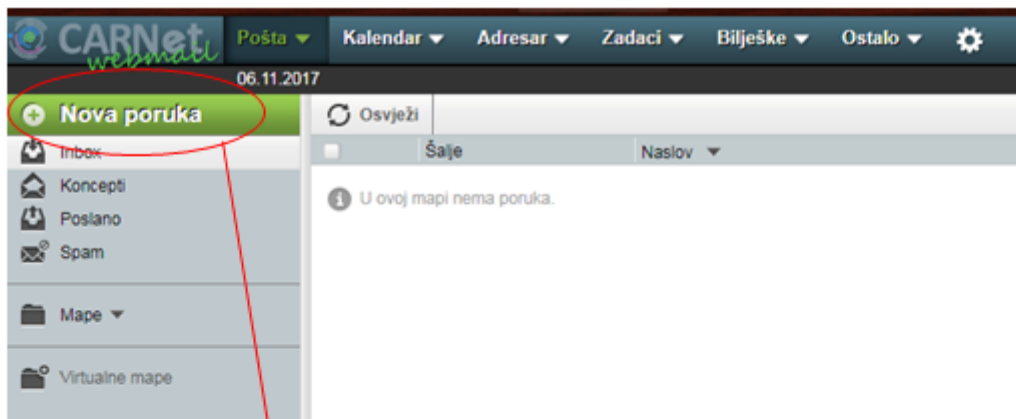 CARNet webmail Pošta Kalendar Adresar Zadaci Bilješke Ostalo
06.11.2017
Nova poruka
Osvježi
Inbox
Šalje Naslov
Koncepti
U ovoj mapi nema poruka.
Poslano
Spam
Mape
Virtualne mape